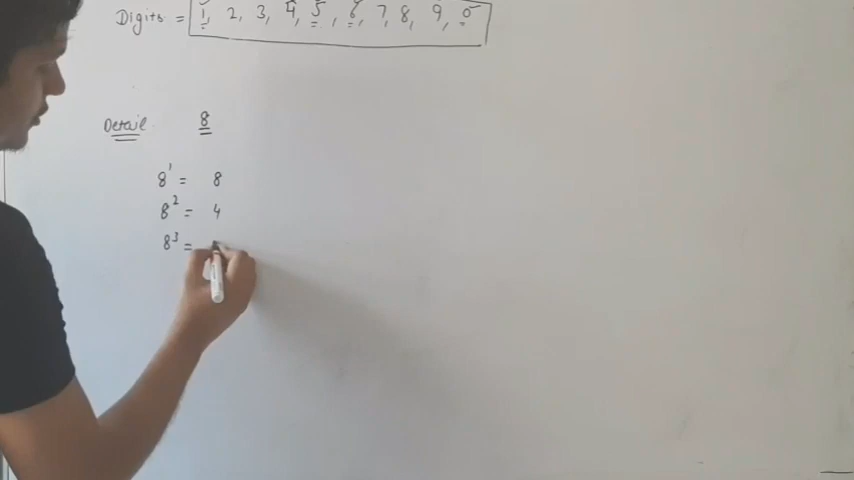 Digits = 1, 2, 3, 4, 5, 6, 7, 8, 9, 0
Detail 8
8¹ = 8
8² = 4
8³ =